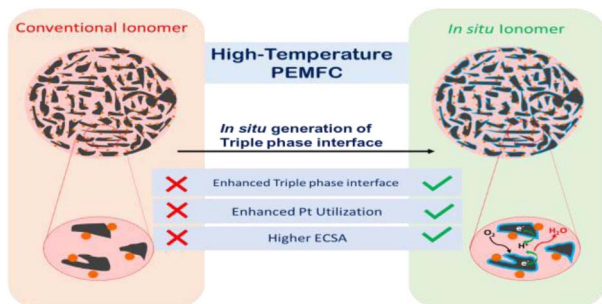 Conventional Ionomer
In situ Ionomer
High-Temperature
PEMFC
In situ generation of
Triple phase interface
Enhanced Triple phase interface
Enhanced Pt Utilization
Higher ECSA
O₂
H⁺
H₂O
e⁻
e⁻